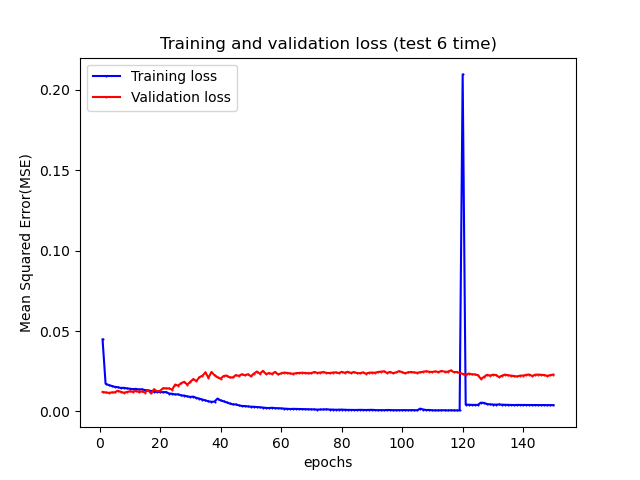 Training and validation loss (test 6 time)
Training loss
Validation loss
Mean Squared Error(MSE)
0.20
0.15
0.10
0.05
0.00
0 20 40 60 80 100 120 140
epochs